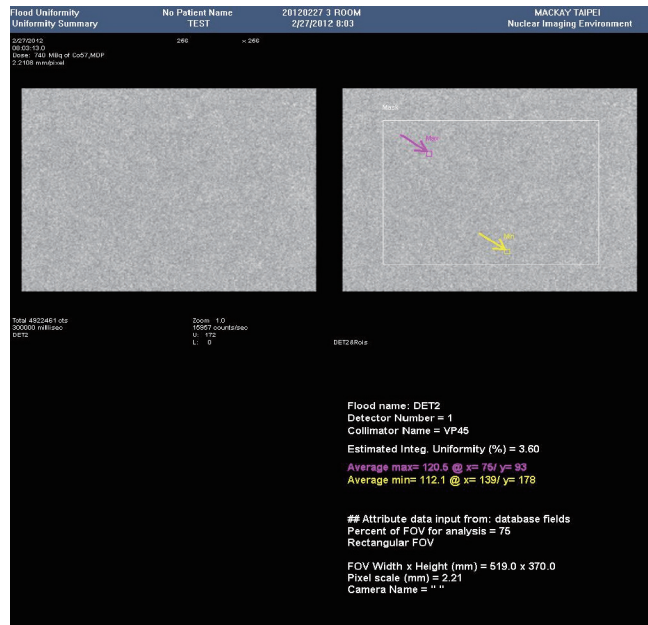 Flood Uniformity No Patient Name 20120227 3 ROOM MACKAY TAIPEI
Uniformity Summary TEST 2/27/2012 8:03 Nuclear Imaging Environment
2/27/2012 266 × 266
08:03:13.0
Dose: 740 MBq of Co57,MDP
2.2108 mm/pixel
Mask
Max
Min
Total 4922461 cts Zoom 1.0
300000 millisec 15957 counts/sec
DET2 U: 172
L: 0 DET2&Rois
Flood name: DET2
Detector Number = 1
Collimator Name = VP45
Estimated Integ. Uniformity (%) = 3.60
Average max= 120.5 @ x= 75/ y= 93
Average min= 112.1 @ x= 139/ y= 178
## Attribute data input from: database fields
Percent of FOV for analysis = 75
Rectangular FOV
FOV Width x Height (mm) = 519.0 x 370.0
Pixel scale (mm) = 2.21
Camera Name = " "